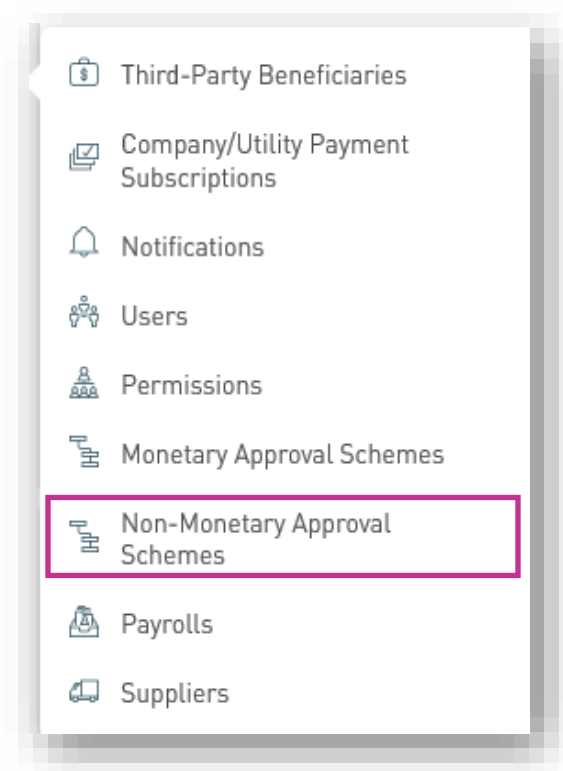 Third-Party Beneficiaries
Company/Utility Payment
Subscriptions
Notifications
Users
Permissions
Monetary Approval Schemes
Non-Monetary Approval
Schemes
Payrolls
Suppliers